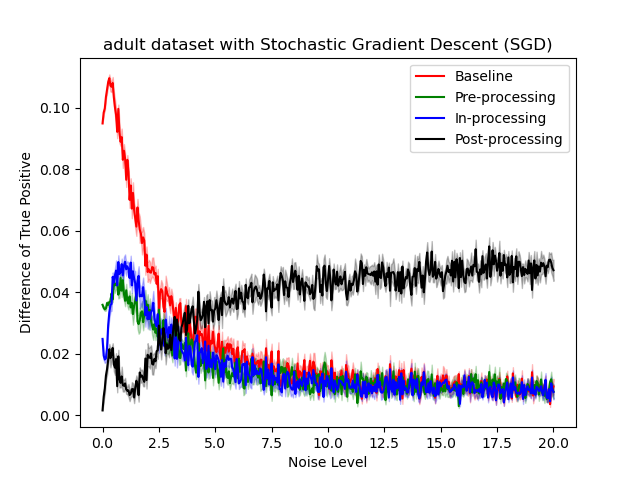 adult dataset with Stochastic Gradient Descent (SGD)
Baseline
Pre-processing
In-processing
Post-processing
Difference of True Positive
0.10
0.08
0.06
0.04
0.02
0.00
0.0 2.5 5.0 7.5 10.0 12.5 15.0 17.5 20.0
Noise Level